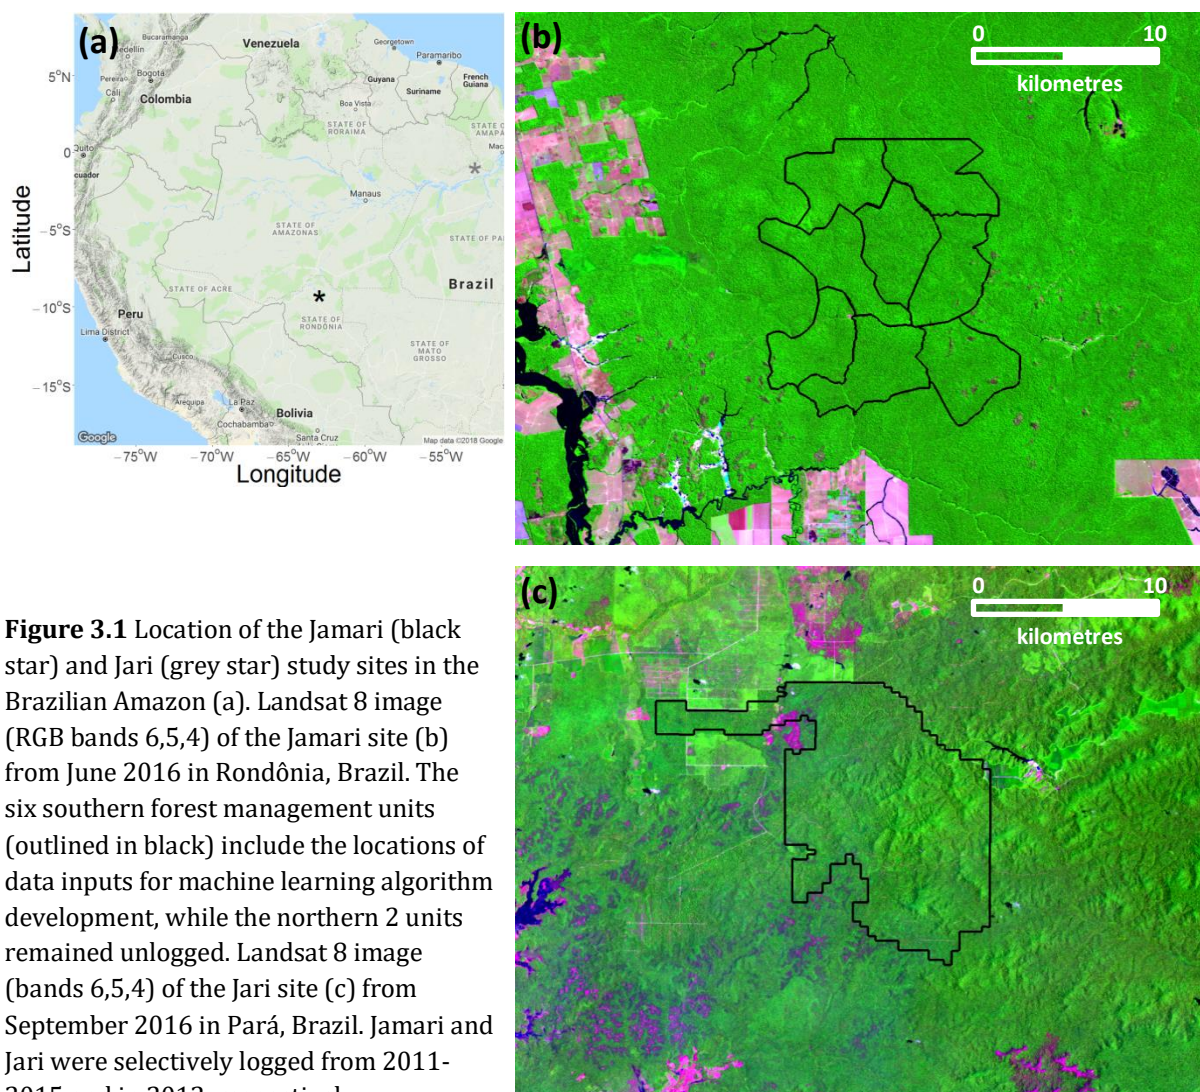 (a)
Bucaramanga
Venezuela
Georgetown
Paramaribo
Pereira
Bogotá
Cali
Colombia
Guyana
Suriname
French
Guiana
Boa Vista
STATE OF
RORAIMA
STATE O
AMAPÁ
5°N
0
−5°S
−10°S
−15°S
Latitude
Quito
cuador
Mac
Manaus
STATE OF
AMAZONAS
STATE OF PA
STATE OF ACRE
Brazil
Peru
STATE OF
RONDÔNIA
Lima District
STATE OF
MATO
GROSSO
Cusco
Arequipa
La Paz
Bolivia
Cochabamba
Santa Cruz
Google
Map data ©2018 Google
−75°W
−70°W
−65°W
−60°W
−55°W
Longitude
(b)
0 10
kilometres
(c)
0 10
kilometres
Figure 3.1 Location of the Jamari (black
star) and Jari (grey star) study sites in the
Brazilian Amazon (a). Landsat 8 image
(RGB bands 6,5,4) of the Jamari site (b)
from June 2016 in Rondônia, Brazil. The
six southern forest management units
(outlined in black) include the locations of
data inputs for machine learning algorithm
development, while the northern 2 units
remained unlogged. Landsat 8 image
(bands 6,5,4) of the Jari site (c) from
September 2016 in Pará, Brazil. Jamari and
Jari were selectively logged from 2011-